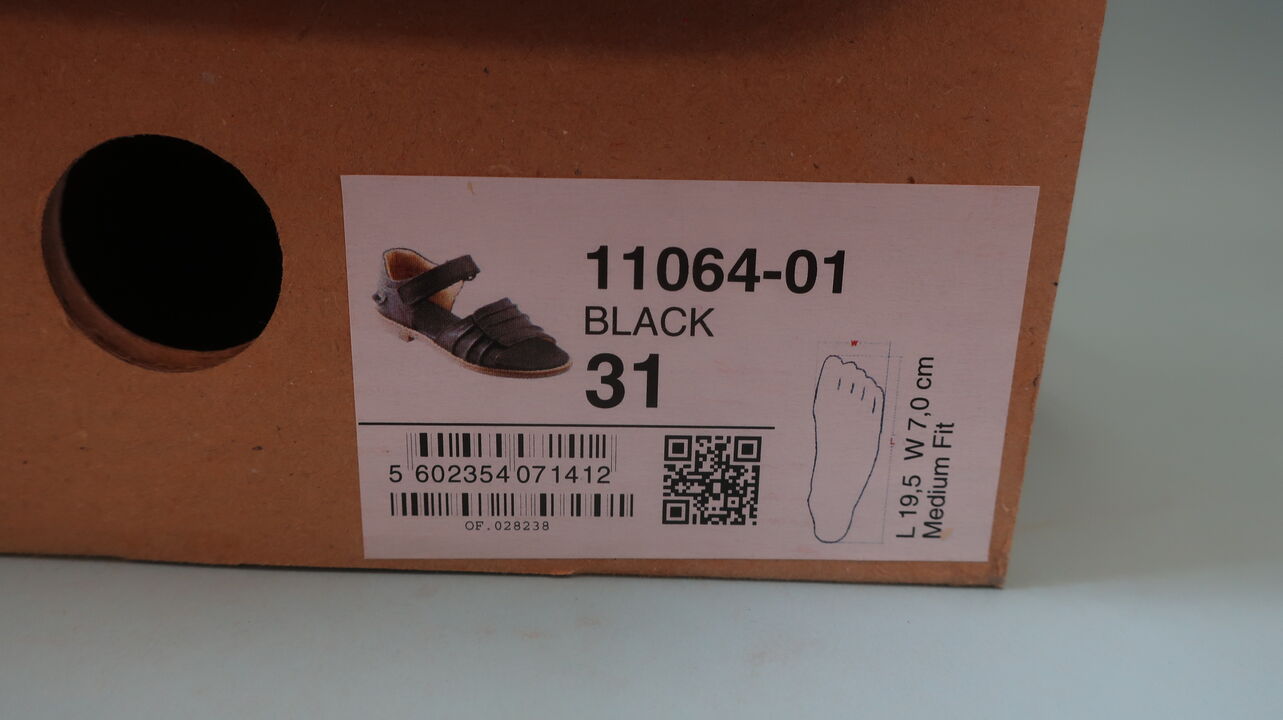 11064-01
BLACK
31
5 602354 071412
OF.028238
W
L 19,5 W 7,0 cm
Medium Fit